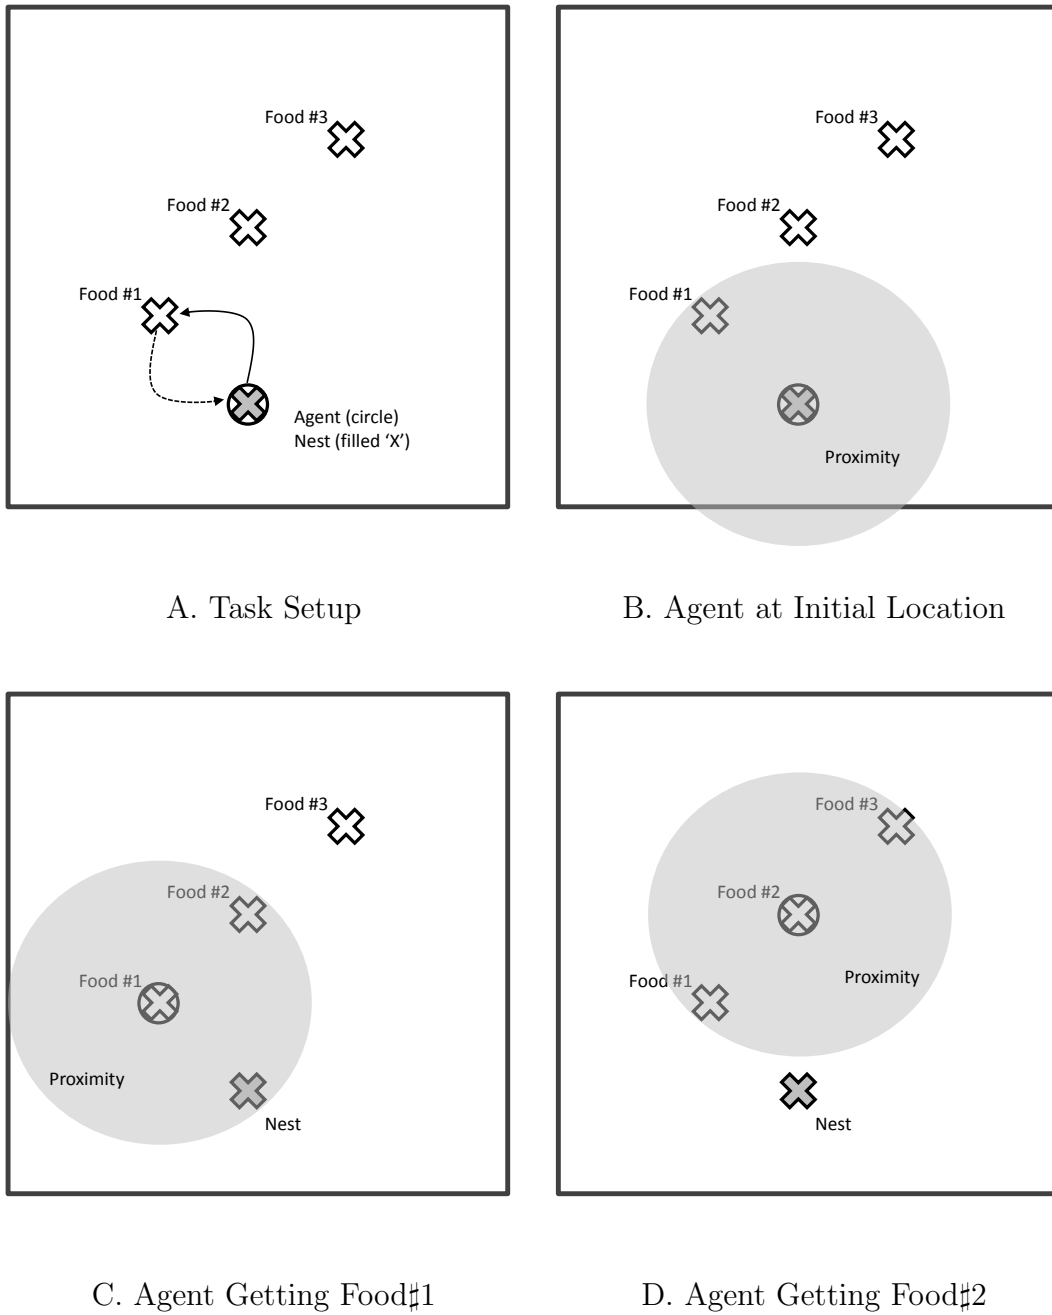 Food #3
Food #2
Food #1
Agent (circle)
Nest (filled ‘X’)
A. Task Setup
Food #3
Food #2
Food #1
Proximity
B. Agent at Initial Location
Food #3
Food #2
Food #1
Proximity
Nest
C. Agent Getting Food♯1
Food #3
Food #2
Food #1
Proximity
Nest
D. Agent Getting Food♯2